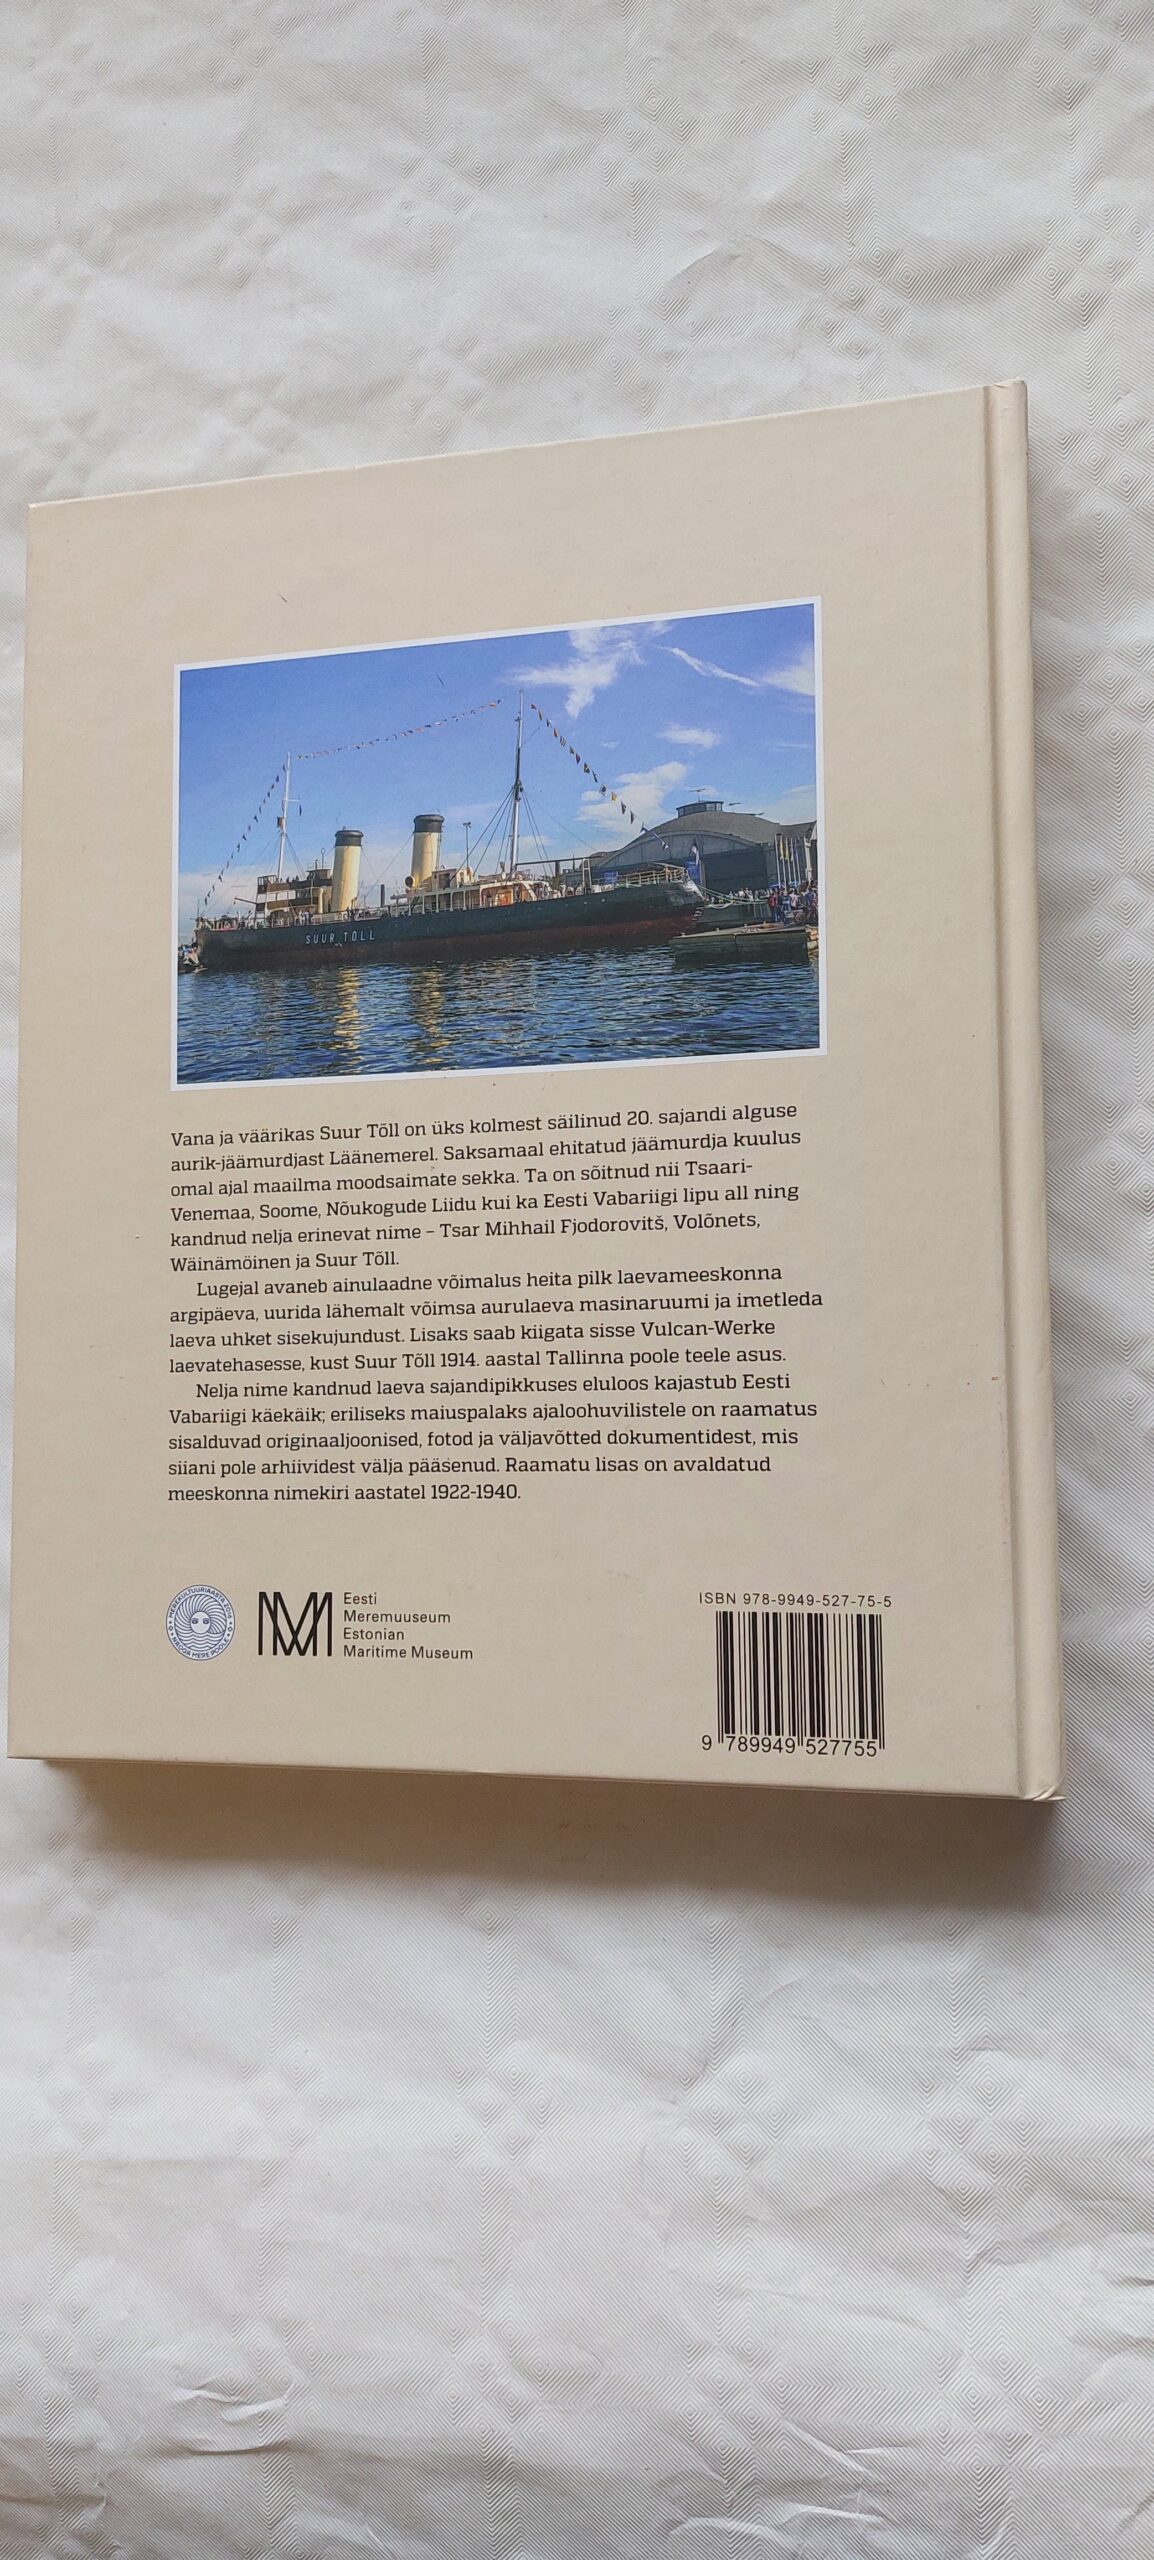 SUUR TÕLL
Vana ja väärikas Suur Tõll on üks kolmest säilinud 20. sajandi alguse
aurik-jäämurdjast Läänemerel. Saksamaal ehitatud jäämurdja kuulus
omal ajal maailma moodsaimate sekka. Ta on sõitnud nii Tsaari-
Venemaa, Soome, Nõukogude Liidu kui ka Eesti Vabariigi lipu all ning
kandnud nelja erinevat nime – Tsar Mihhail Fjodorovitš, Volõnets,
Wäinämöinen ja Suur Tõll.
Lugejal avaneb ainulaadne võimalus heita pilk laevameeskonna
argipäeva, uurida lähemalt võimsa aurulaeva masinaruumi ja imetleda
laeva uhket sisekujundust. Lisaks saab kiigata sisse Vulcan-Werke
laevatehasesse, kust Suur Tõll 1914. aastal Tallinna poole teele asus.
Nelja nime kandnud laeva sajandipikkuses eluloos kajastub Eesti
Vabariigi käekäik; eriliseks maiuspalaks ajaloohuvilistele on raamatus
sisalduvad originaaljoonised, fotod ja väljavõtted dokumentidest, mis
siiani pole arhiividest välja pääsenud. Raamatu lisas on avaldatud
meeskonna nimekiri aastatel 1922-1940.
MEREKULTUURIAASTA 2016
NÄOGA MERE POOLE
Eesti
Meremuuseum
Estonian
Maritime Museum
ISBN 978-9949-527-75-5
9 789949 527755